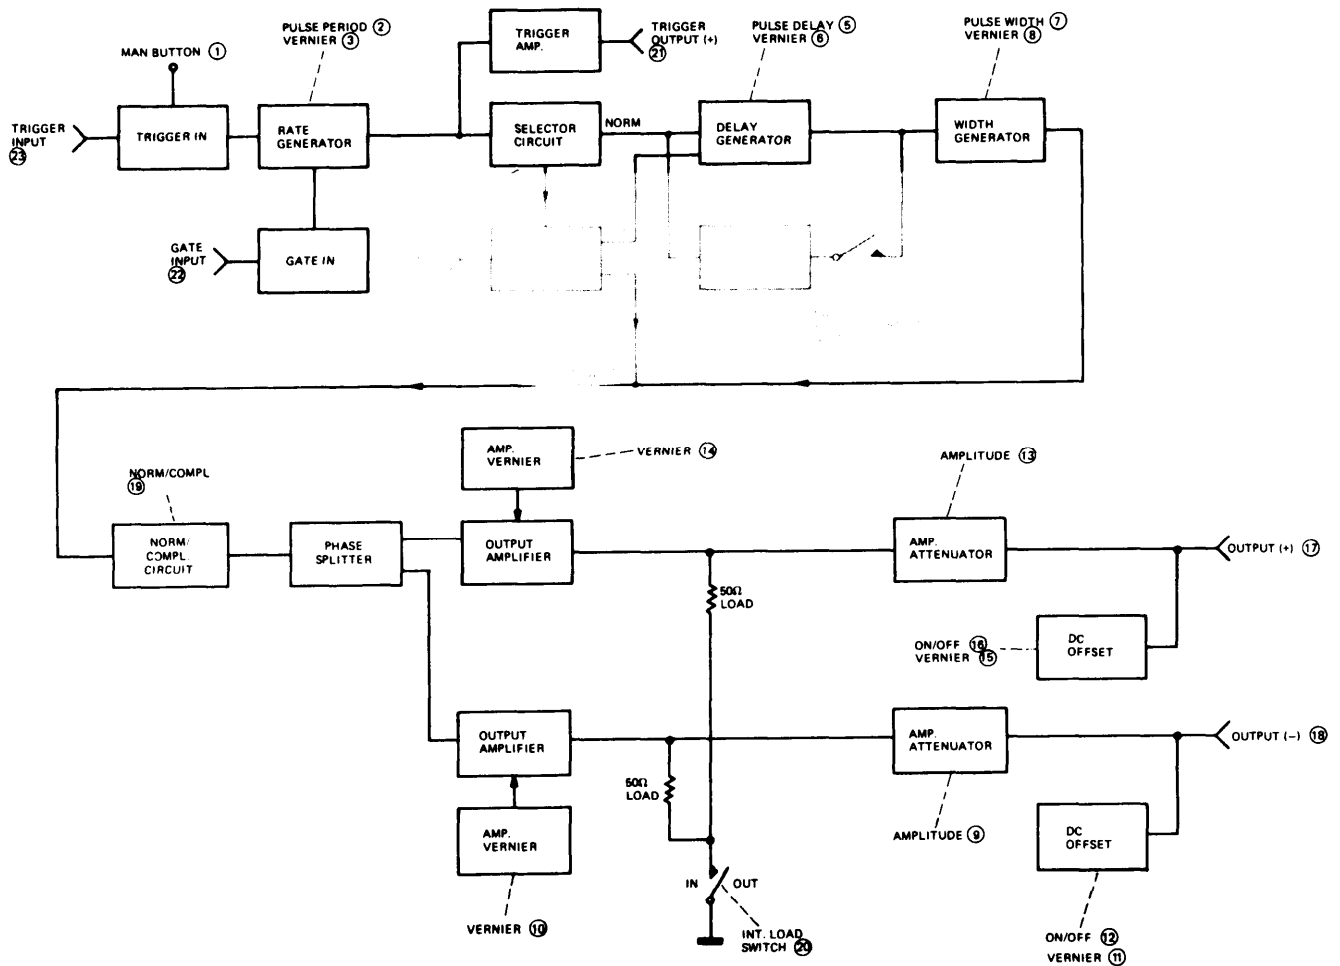 PULSE PERIOD ②
VERNIER ③
MAN BUTTON ①
TRIGGER
AMP.
TRIGGER
OUTPUT (+)
㉑
PULSE DELAY ⑤
VERNIER ⑥
PULSE WIDTH ⑦
VERNIER ⑧
TRIGGER
INPUT
㉓
TRIGGER IN
RATE
GENERATOR
SELECTOR
CIRCUIT
NORM
DELAY
GENERATOR
WIDTH
GENERATOR
GATE
INPUT
㉒
GATE IN
AMP.
VERNIER
VERNIER ⑭
AMPLITUDE ⑬
NORM/COMPL
⑲
NORM/
COMPL.
CIRCUIT
PHASE
SPLITTER
OUTPUT
AMPLIFIER
AMP.
ATTENUATOR
OUTPUT (+) ⑰
50Ω
LOAD
ON/OFF ⑯
VERNIER ⑮
DC
OFFSET
OUTPUT
AMPLIFIER
AMP.
ATTENUATOR
OUTPUT (−) ⑱
50Ω
LOAD
AMP.
VERNIER
AMPLITUDE ⑨
DC
OFFSET
IN OUT
VERNIER ⑩
INT. LOAD
SWITCH ⑳
ON/OFF ⑫
VERNIER ⑪